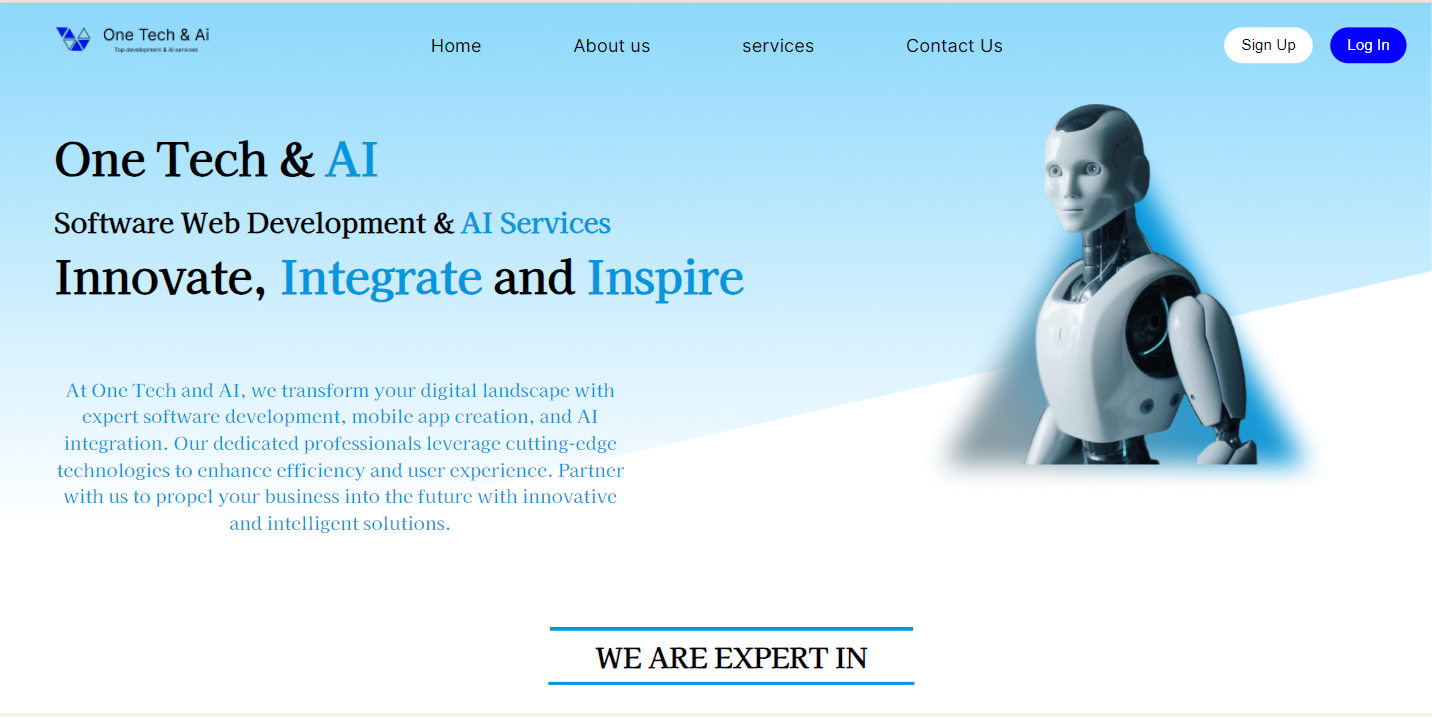 One Tech & Ai
Top development & AI services
Home
About us
services
Contact Us
Sign Up
Log In
One Tech & AI
Software Web Development & AI Services
Innovate, Integrate and Inspire
At One Tech and AI, we transform your digital landscape with
expert software development, mobile app creation, and AI
integration. Our dedicated professionals leverage cutting-edge
technologies to enhance efficiency and user experience. Partner
with us to propel your business into the future with innovative
and intelligent solutions.
WE ARE EXPERT IN